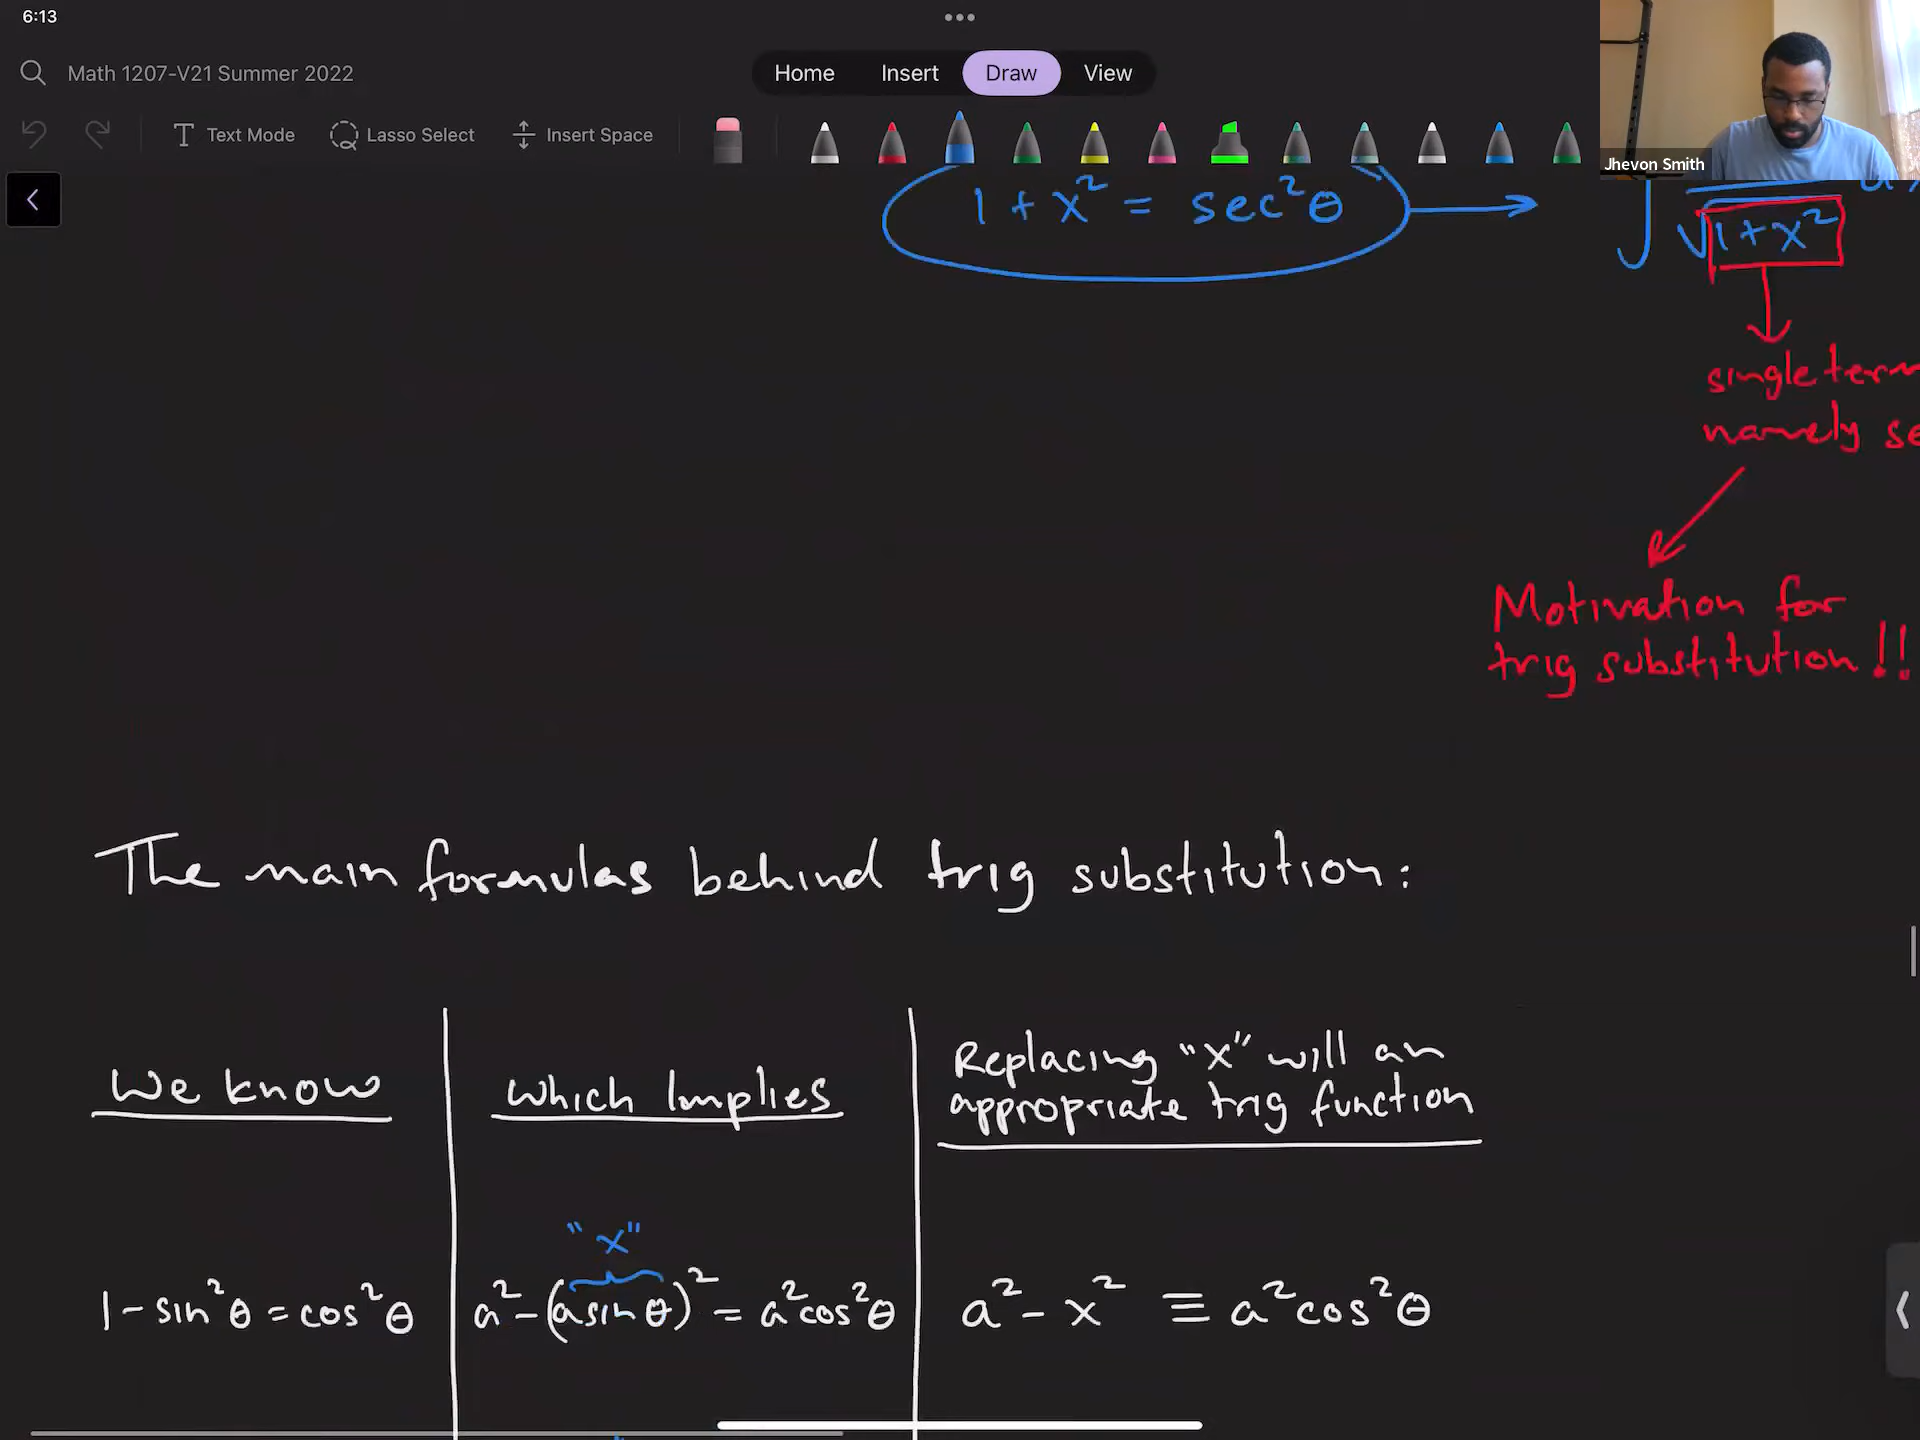 6:13
Math 1207-V21 Summer 2022
Home Insert Draw View
Text Mode Lasso Select Insert Space
Jhevon Smith
1 + x² = sec²θ
∫ √1+x²
single term
namely
Motivation for
trig substitution!!
The main formulas behind trig substitution:
We know
Which Implies
Replacing "x" will an
appropriate trig function
"x"
1 - sin²θ = cos²θ
a² - (a sin θ)² = a²cos²θ
a² - x² ≡ a²cos²θ